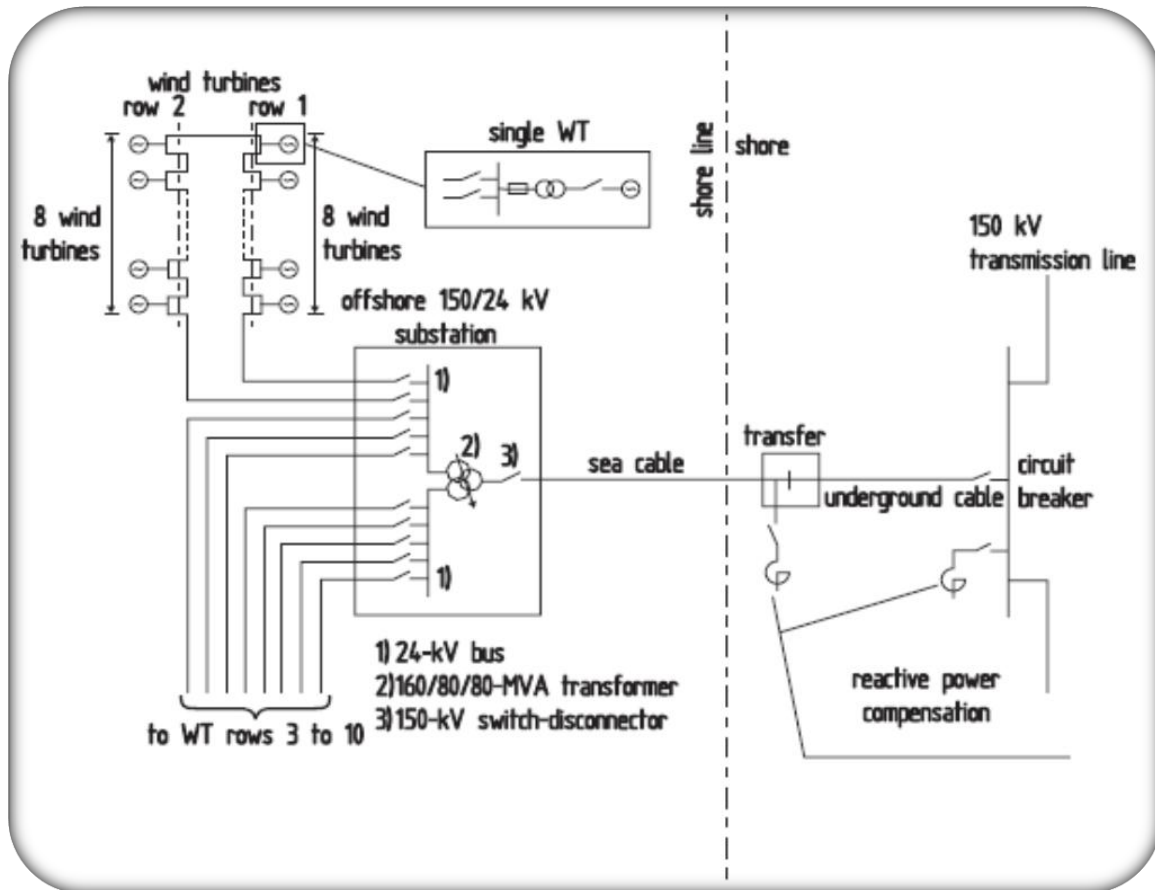 wind turbines
row 2
row 1
single WT
8 wind
turbines
8 wind
turbines
shore line
shore
150 kV
transmission line
offshore 150/24 kV
substation
1)
2)
3)
1)
sea cable
transfer
underground cable
circuit
breaker
1) 24-kV bus
2)160/80/80-MVA transformer
3)150-kV switch-disconnector
to WT rows 3 to 10
reactive power
compensation